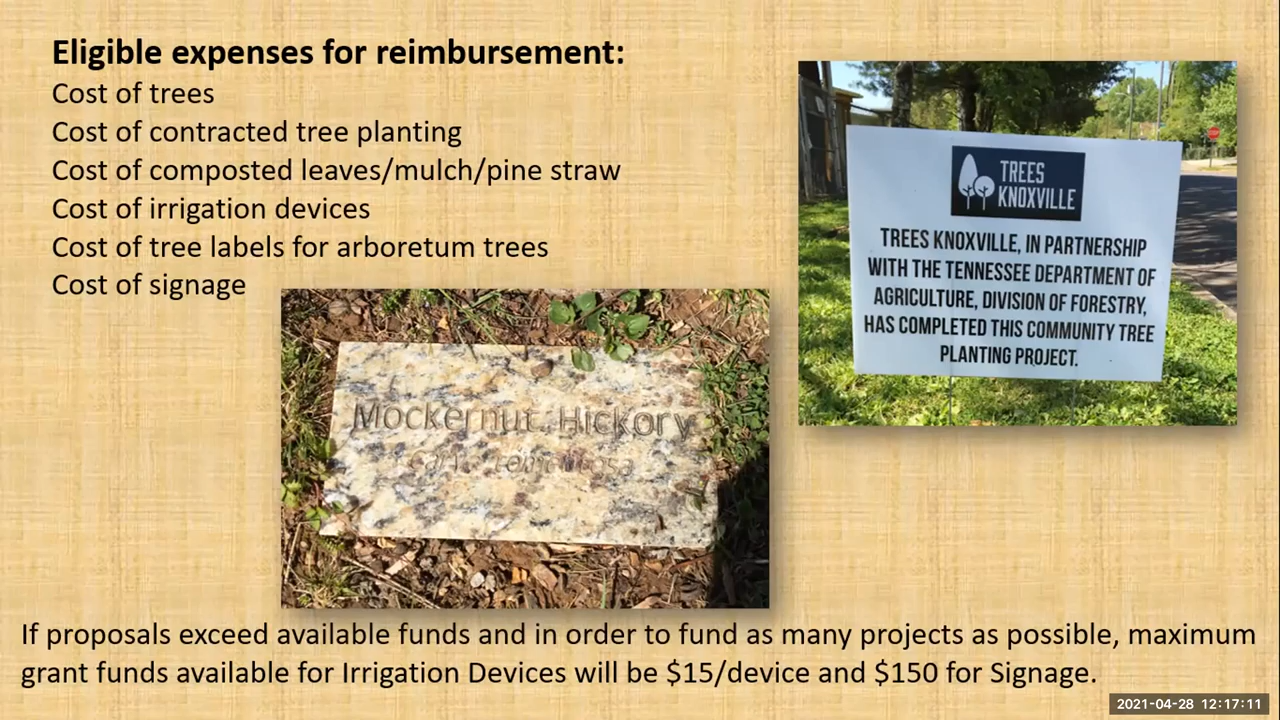 Eligible expenses for reimbursement:
Cost of trees
Cost of contracted tree planting
Cost of composted leaves/mulch/pine straw
Cost of irrigation devices
Cost of tree labels for arboretum trees
Cost of signage
TREES
KNOXVILLE
TREES KNOXVILLE, IN PARTNERSHIP
WITH THE TENNESSEE DEPARTMENT OF
AGRICULTURE, DIVISION OF FORESTRY,
HAS COMPLETED THIS COMMUNITY TREE
PLANTING PROJECT.
Mockernut Hickory
If proposals exceed available funds and in order to fund as many projects as possible, maximum
grant funds available for Irrigation Devices will be $15/device and $150 for Signage.
2021-04-28 12:17:11